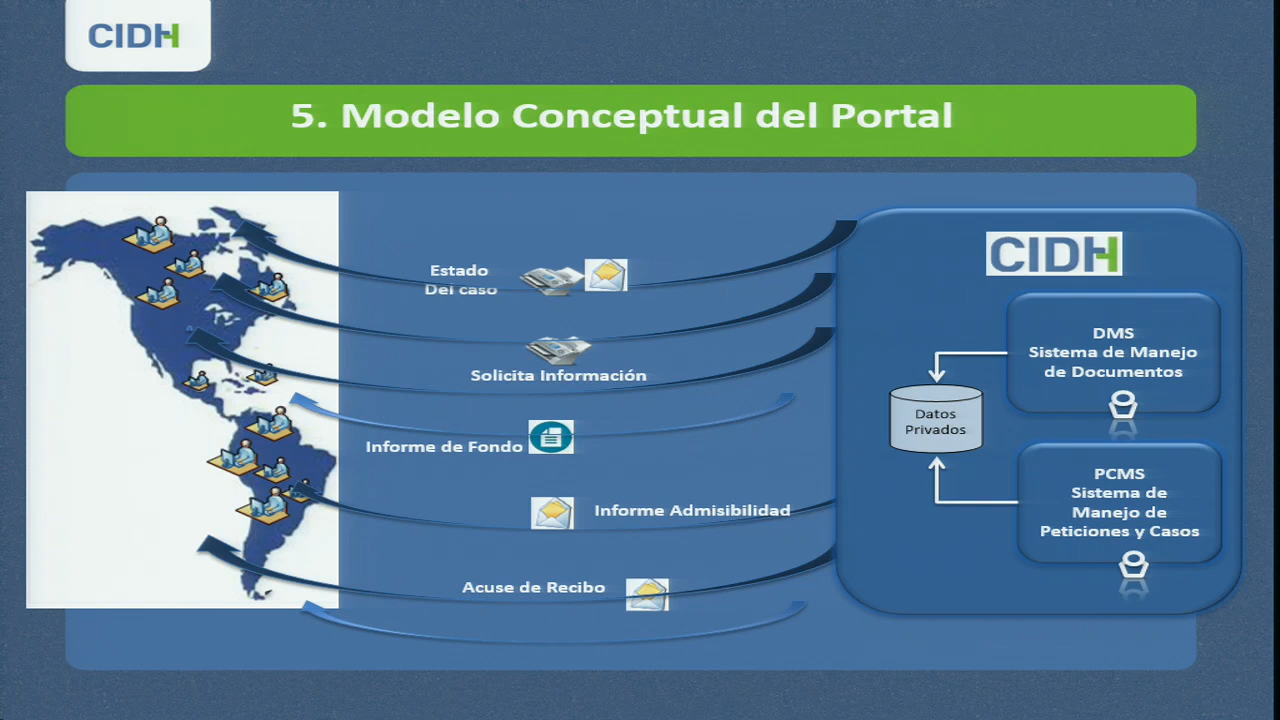 CIDH
5. Modelo Conceptual del Portal
Estado
Del caso
Solicita Información
Informe de Fondo
Informe Admisibilidad
Acuse de Recibo
CIDH
DMS
Sistema de Manejo
de Documentos
Datos
Privados
PCMS
Sistema de
Manejo de
Peticiones y Casos